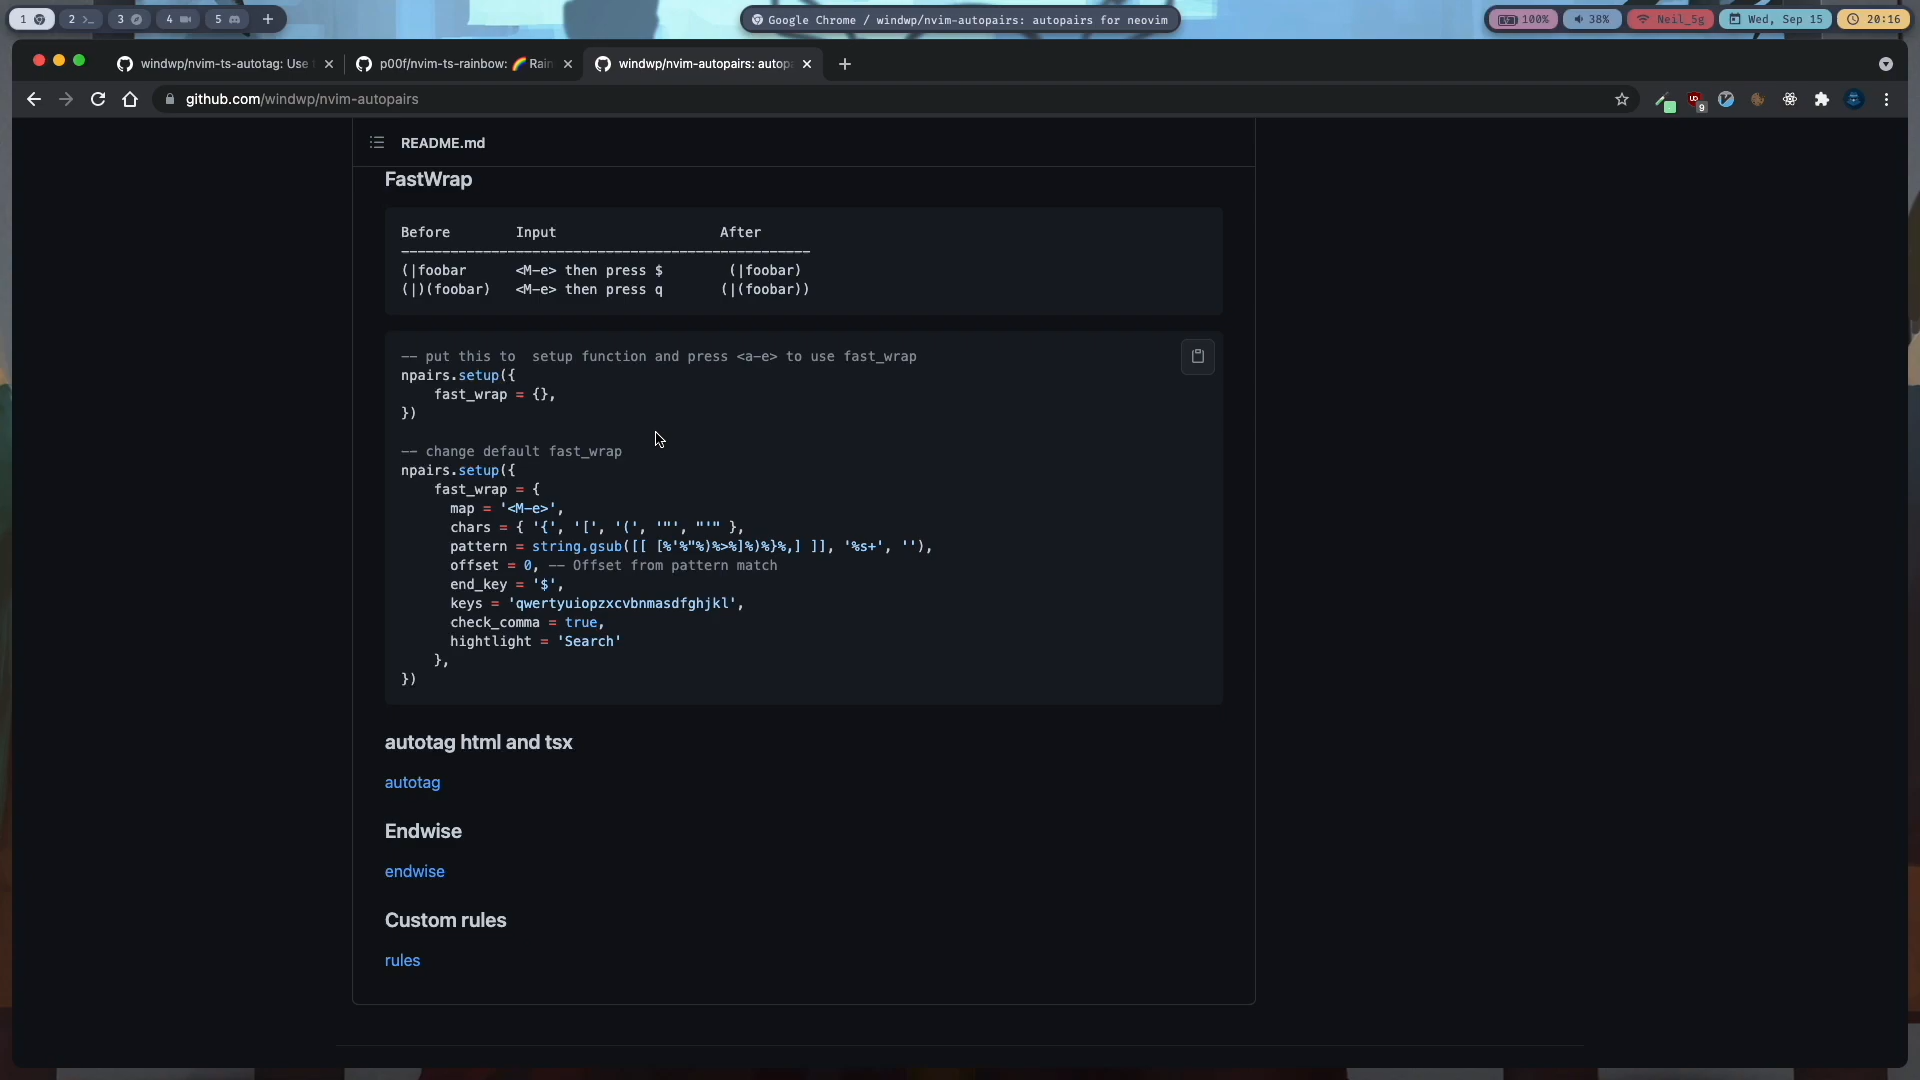 1
2 >_
3
4
5
+
Google Chrome / windwp/nvim-autopairs: autopairs for neovim
100%
38%
Neil_5g
Wed, Sep 15
20:16
windwp/nvim-ts-autotag: Use
p00f/nvim-ts-rainbow: 🌈 Rain
windwp/nvim-autopairs: autop
github.com/windwp/nvim-autopairs
9
README.md
FastWrap
Before        Input                    After
--------------------------------------------------
(|foobar      <M-e> then press $        (|foobar)
(|)(foobar)   <M-e> then press q       (|(foobar))
-- put this to  setup function and press <a-e> to use fast_wrap
npairs.setup({
    fast_wrap = {},
})
-- change default fast_wrap
npairs.setup({
    fast_wrap = {
      map = '<M-e>',
      chars = { '{', '[', '(', '"', "'" },
      pattern = string.gsub([[ [%'%"%)%>%]%)%}%,] ]], '%s+', ''),
      offset = 0, -- Offset from pattern match
      end_key = '$',
      keys = 'qwertyuiopzxcvbnmasdfghjkl',
      check_comma = true,
      hightlight = 'Search'
    },
})
autotag html and tsx
autotag
Endwise
endwise
Custom rules
rules